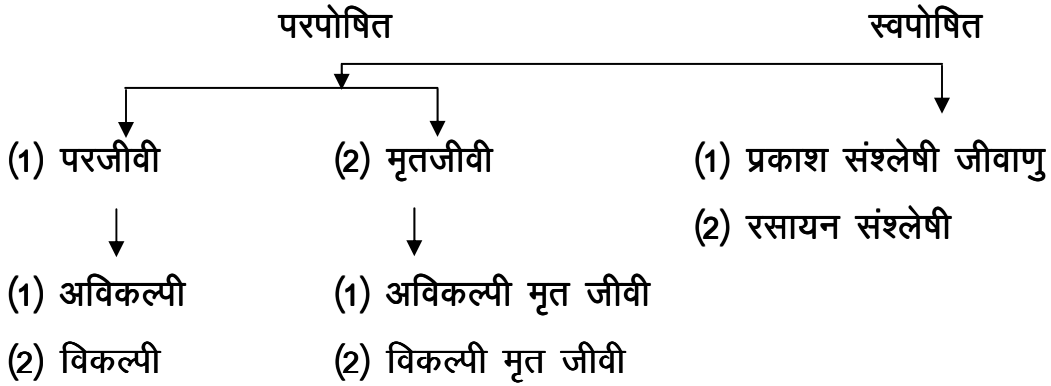 परपोषित स्वपोषित
(1) परजीवी (2) मृतजीवी (1) प्रकाश संश्लेषी जीवाणु
(2) रसायन संश्लेषी
(1) अविकल्पी (1) अविकल्पी मृत जीवी
(2) विकल्पी (2) विकल्पी मृत जीवी